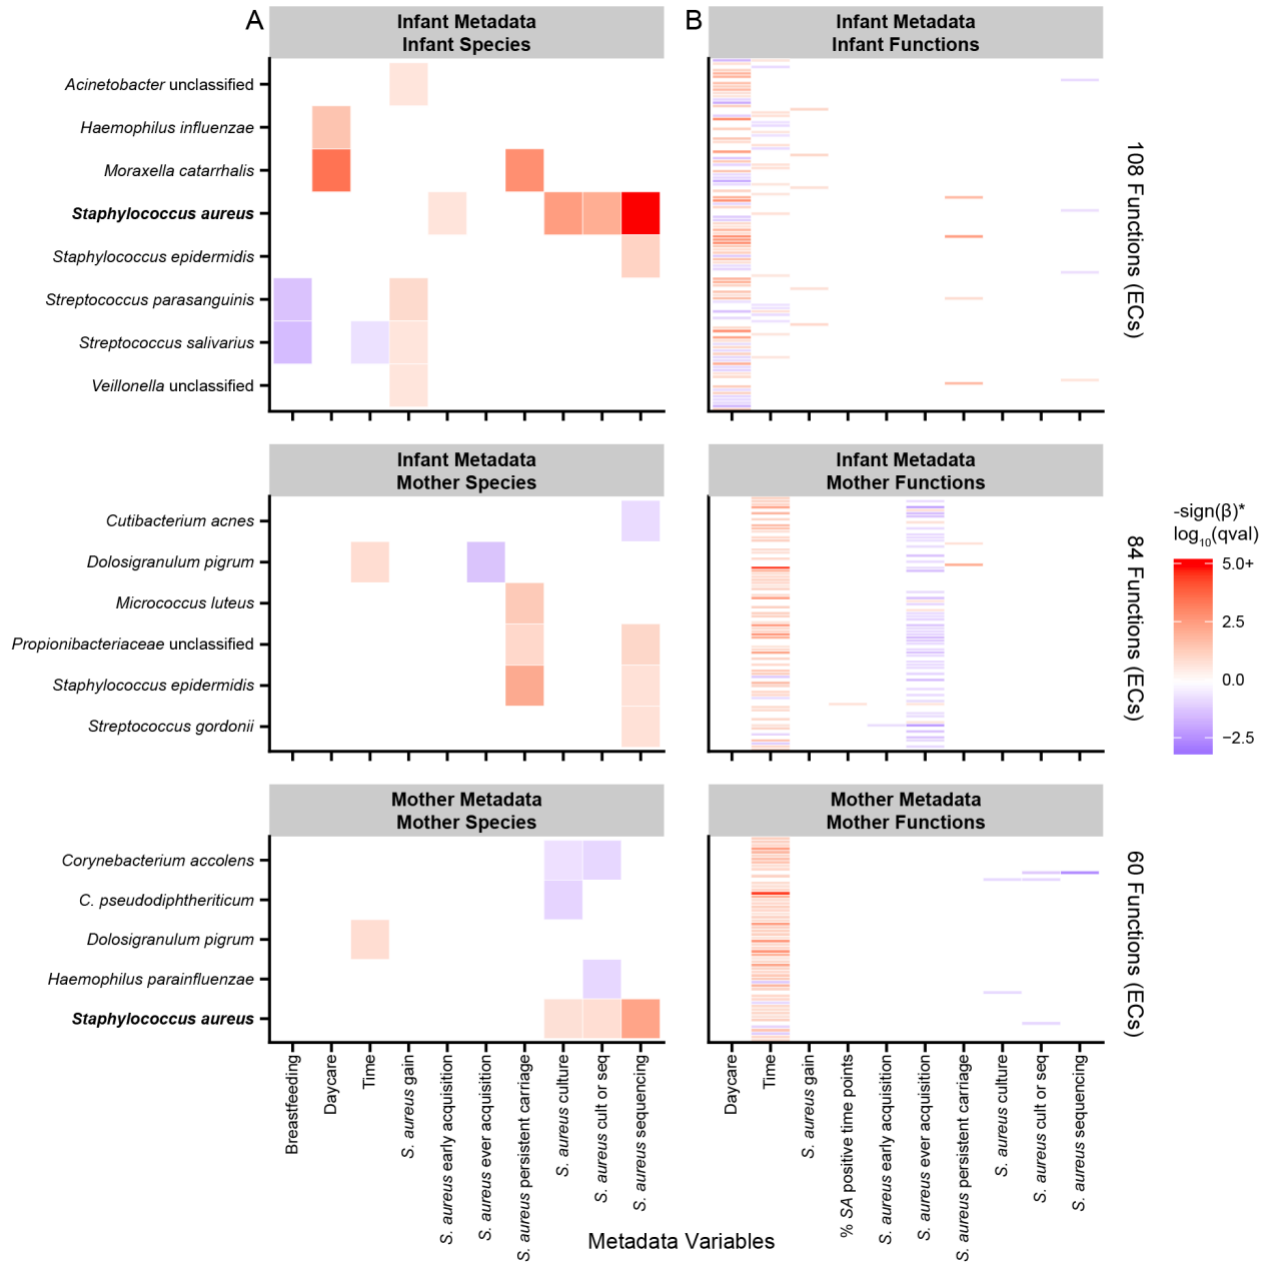 A
Infant Metadata
Infant Species
B
Infant Metadata
Infant Functions
Acinetobacter unclassified
Haemophilus influenzae
Moraxella catarrhalis
Staphylococcus aureus
Staphylococcus epidermidis
Streptococcus parasanguinis
Streptococcus salivarius
Veillonella unclassified
108 Functions (ECs)
Infant Metadata
Mother Species
Infant Metadata
Mother Functions
Cutibacterium acnes
Dolosigranulum pigrum
Micrococcus luteus
Propionibacteriaceae unclassified
Staphylococcus epidermidis
Streptococcus gordonii
84 Functions (ECs)
-sign(β)*
log10(qval)
5.0+
2.5
0.0
−2.5
Mother Metadata
Mother Species
Mother Metadata
Mother Functions
Corynebacterium accolens
C. pseudodiphtheriticum
Dolosigranulum pigrum
Haemophilus parainfluenzae
Staphylococcus aureus
60 Functions (ECs)
Breastfeeding
Daycare
Time
S. aureus gain
S. aureus early acquisition
S. aureus ever acquisition
S. aureus persistent carriage
S. aureus culture
S. aureus cult or seq
S. aureus sequencing
Daycare
Time
S. aureus gain
% SA positive time points
S. aureus early acquisition
S. aureus ever acquisition
S. aureus persistent carriage
S. aureus culture
S. aureus cult or seq
S. aureus sequencing
Metadata Variables